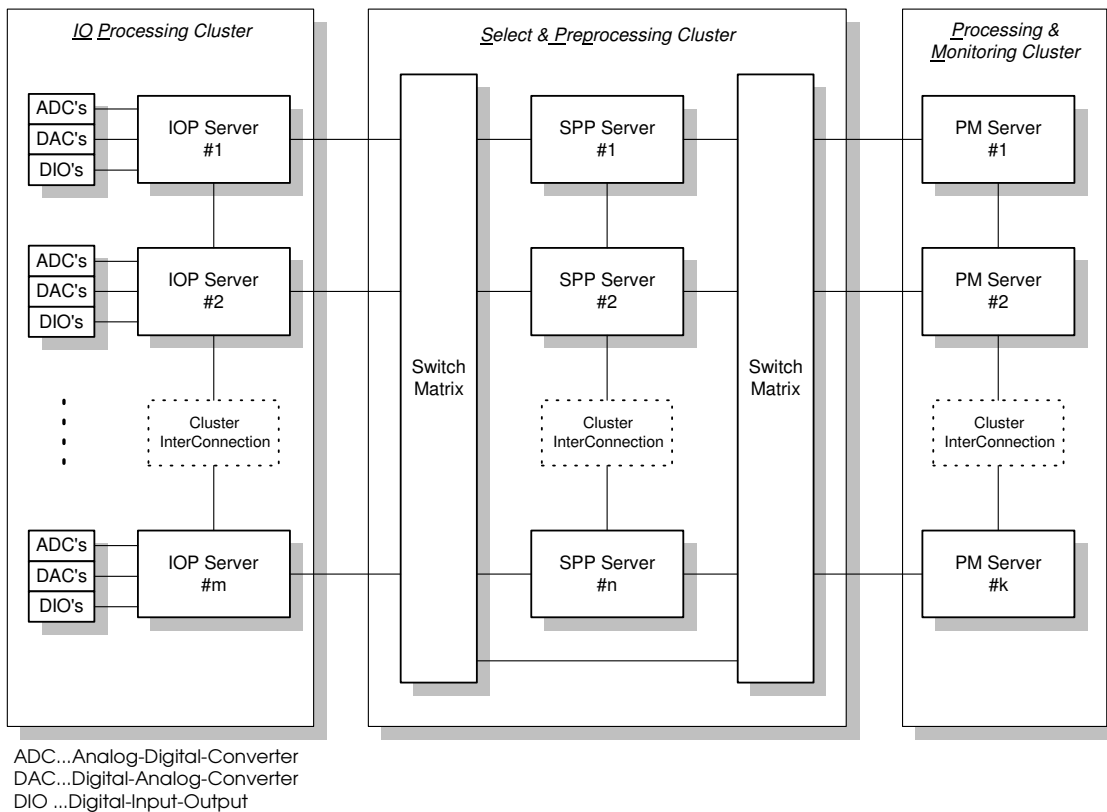 IO Processing Cluster
Select & Preprocessing Cluster
Processing &
Monitoring Cluster
ADC's
DAC's
DIO's
IOP Server
#1
SPP Server
#1
PM Server
#1
ADC's
DAC's
DIO's
IOP Server
#2
SPP Server
#2
PM Server
#2
Switch
Matrix
Switch
Matrix
Cluster
InterConnection
Cluster
InterConnection
Cluster
InterConnection
ADC's
DAC's
DIO's
IOP Server
#m
SPP Server
#n
PM Server
#k
ADC...Analog-Digital-Converter
DAC...Digital-Analog-Converter
DIO ...Digital-Input-Output